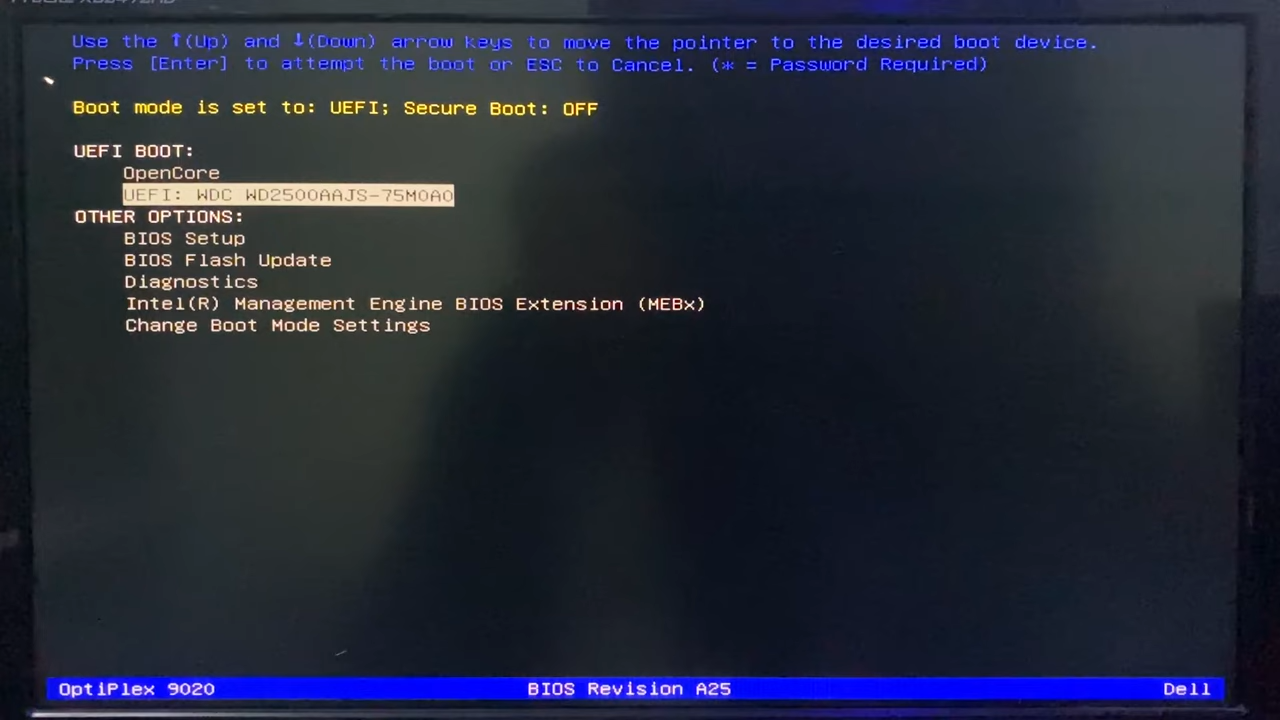 Use the ↑(Up) and ↓(Down) arrow keys to move the pointer to the desired boot device.
Press [Enter] to attempt the boot or ESC to Cancel. (* = Password Required)
Boot mode is set to: UEFI; Secure Boot: OFF
UEFI BOOT:
OpenCore
UEFI: WDC WD2500AAJS-75M0A0
OTHER OPTIONS:
BIOS Setup
BIOS Flash Update
Diagnostics
Intel(R) Management Engine BIOS Extension (MEBx)
Change Boot Mode Settings
OptiPlex 9020 BIOS Revision A25 Dell